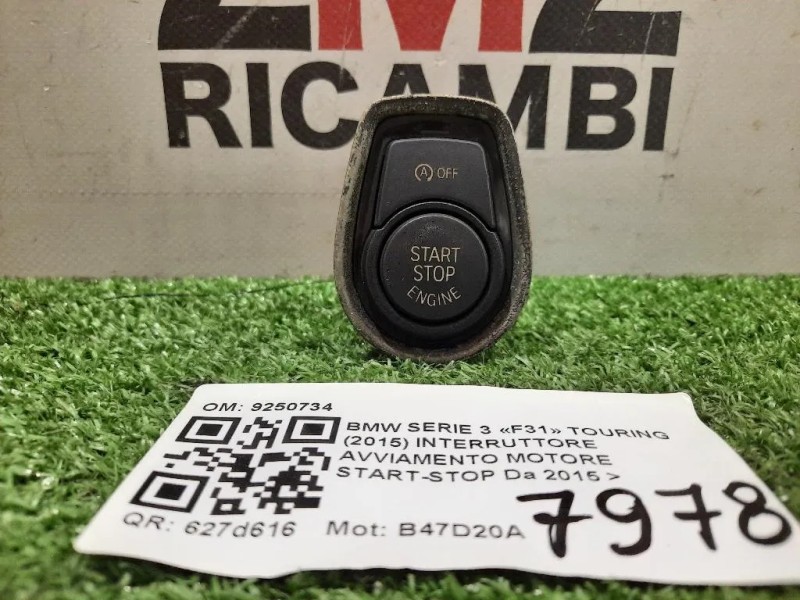 2M2
RICAMBI
A OFF
START
STOP
ENGINE
OM: 9250734
BMW SERIE 3 «F31» TOURING
(2015) INTERRUTTORE
AVVIAMENTO MOTORE
START-STOP Da 2015 >
QR: 627d616 Mot: B47D20A
7978